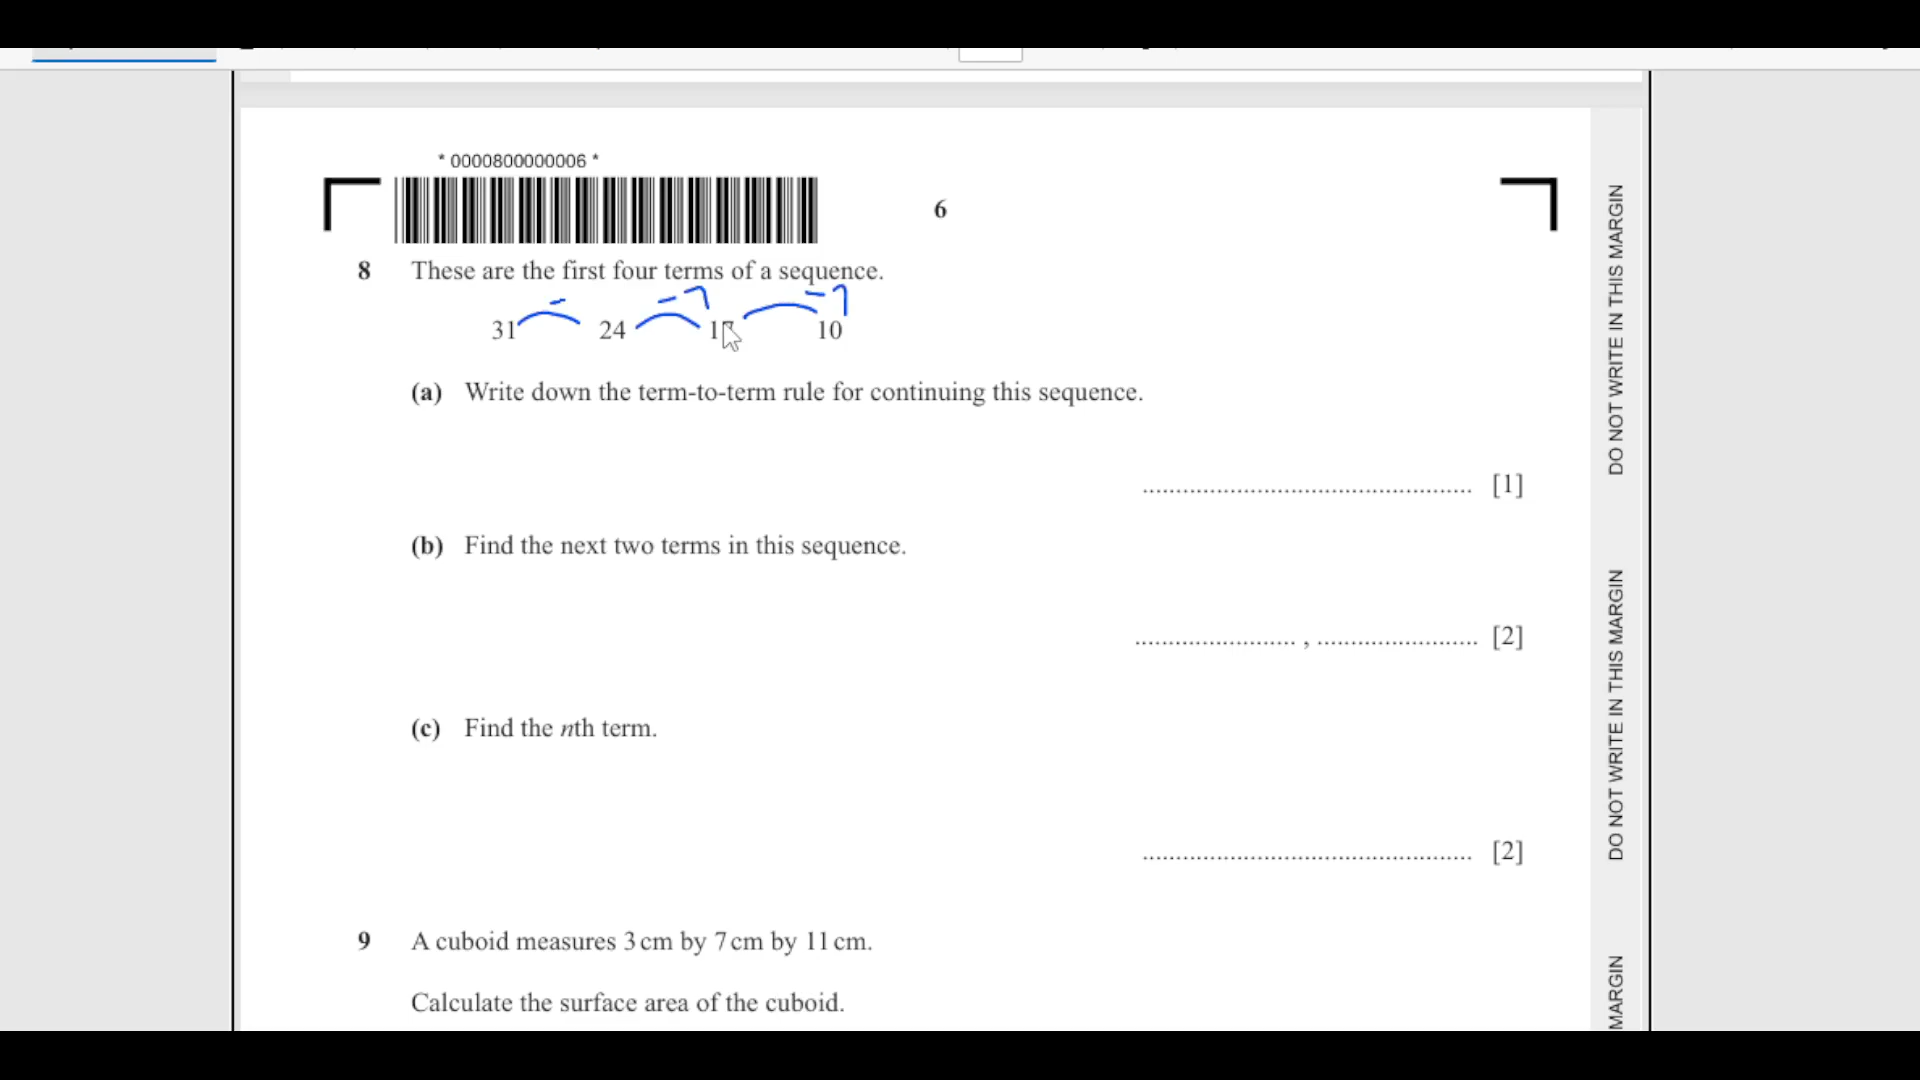 * 0000800000006 *
6
DO NOT WRITE IN THIS MARGIN
8 These are the first four terms of a sequence.
- -7 -7
31 24 10
(a) Write down the term-to-term rule for continuing this sequence.
................................................. [1]
(b) Find the next two terms in this sequence.
........................ , ........................ [2]
DO NOT WRITE IN THIS MARGIN
(c) Find the nth term.
................................................. [2]
9 A cuboid measures 3 cm by 7 cm by 11 cm.
Calculate the surface area of the cuboid.
MARGIN